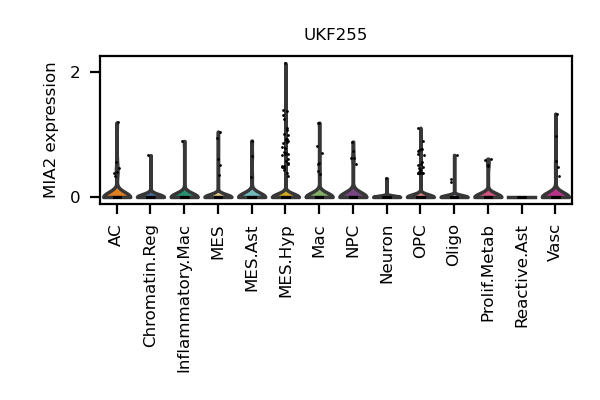 UKF255
MIA2 expression
2
0
AC
Chromatin.Reg
Inflammatory.Mac
MES
MES.Ast
MES.Hyp
Mac
NPC
Neuron
OPC
Oligo
Prolif.Metab
Reactive.Ast
Vasc